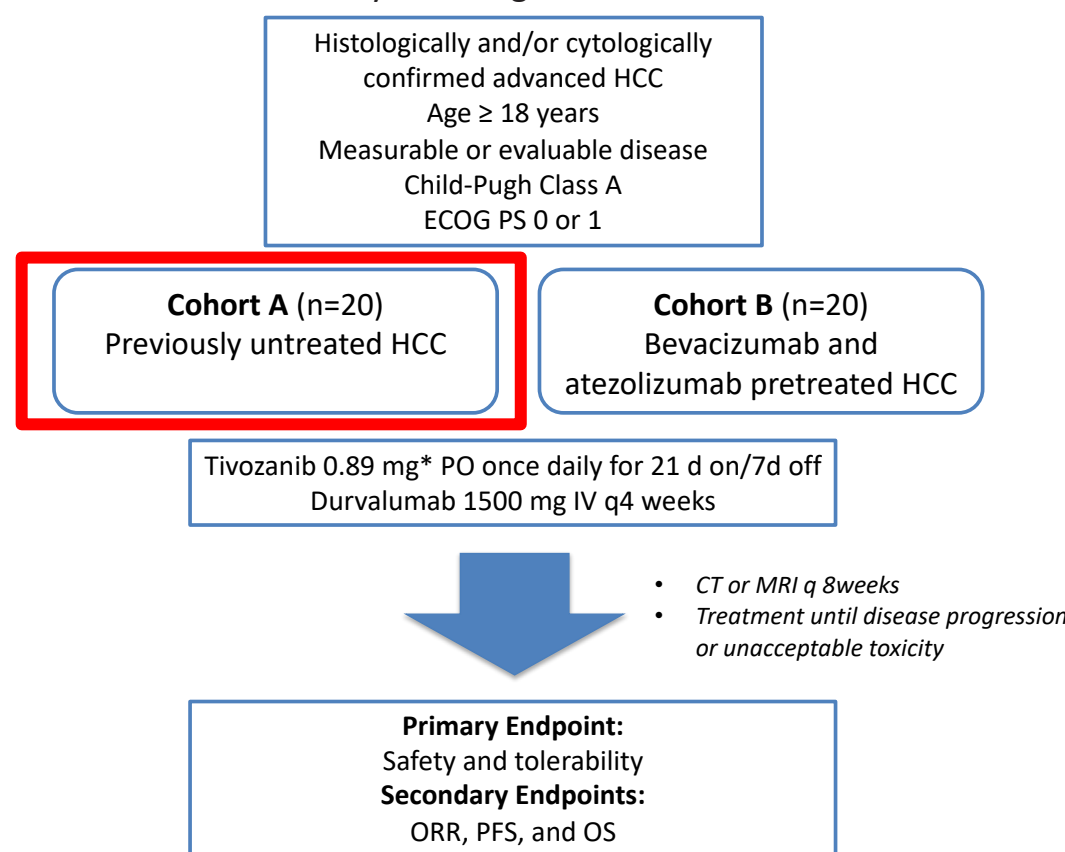 Histologically and/or cytologically
confirmed advanced HCC
Age ≥ 18 years
Measurable or evaluable disease
Child-Pugh Class A
ECOG PS 0 or 1
Cohort A (n=20)
Previously untreated HCC
Cohort B (n=20)
Bevacizumab and
atezolizumab pretreated HCC
Tivozanib 0.89 mg* PO once daily for 21 d on/7d off
Durvalumab 1500 mg IV q4 weeks
• CT or MRI q 8weeks
• Treatment until disease progression
or unacceptable toxicity
Primary Endpoint:
Safety and tolerability
Secondary Endpoints:
ORR, PFS, and OS